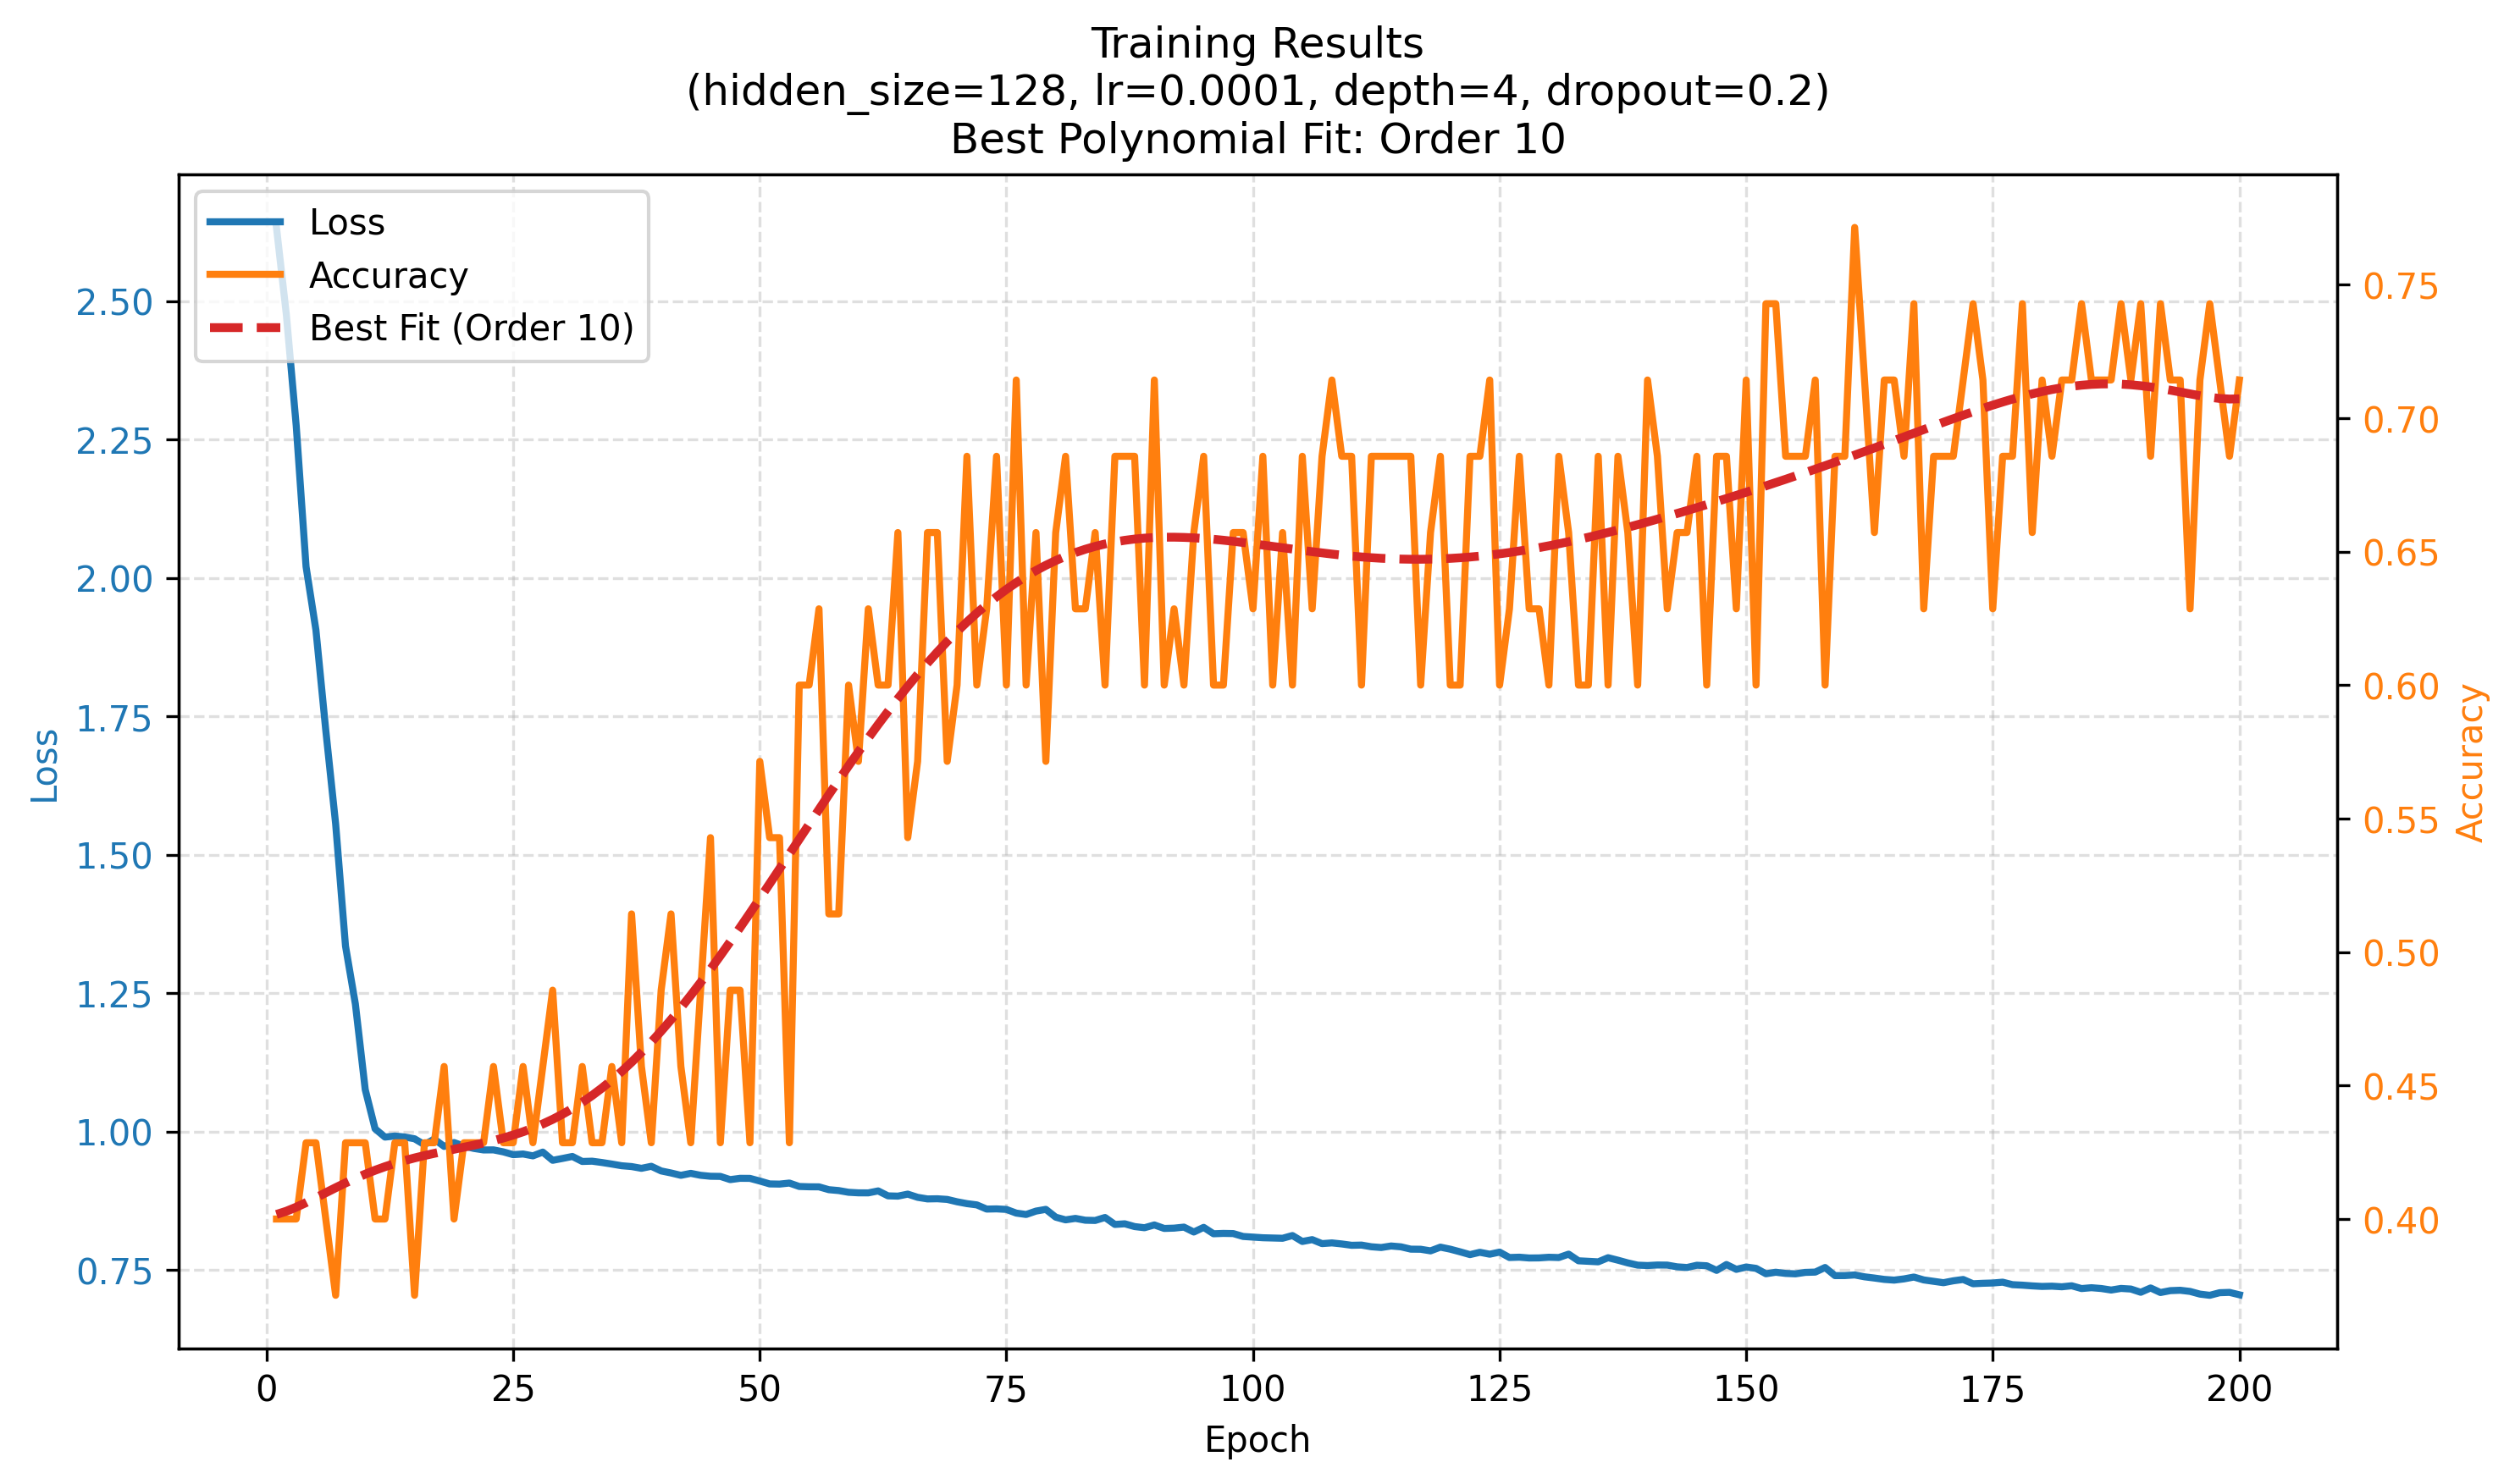 Training Results
(hidden_size=128, lr=0.0001, depth=4, dropout=0.2)
Best Polynomial Fit: Order 10
Loss
Accuracy
Best Fit (Order 10)
2.50
2.25
2.00
1.75
1.50
1.25
1.00
0.75
Loss
0.75
0.70
0.65
0.60
0.55
0.50
0.45
0.40
Accuracy
0 25 50 75 100 125 150 175 200
Epoch